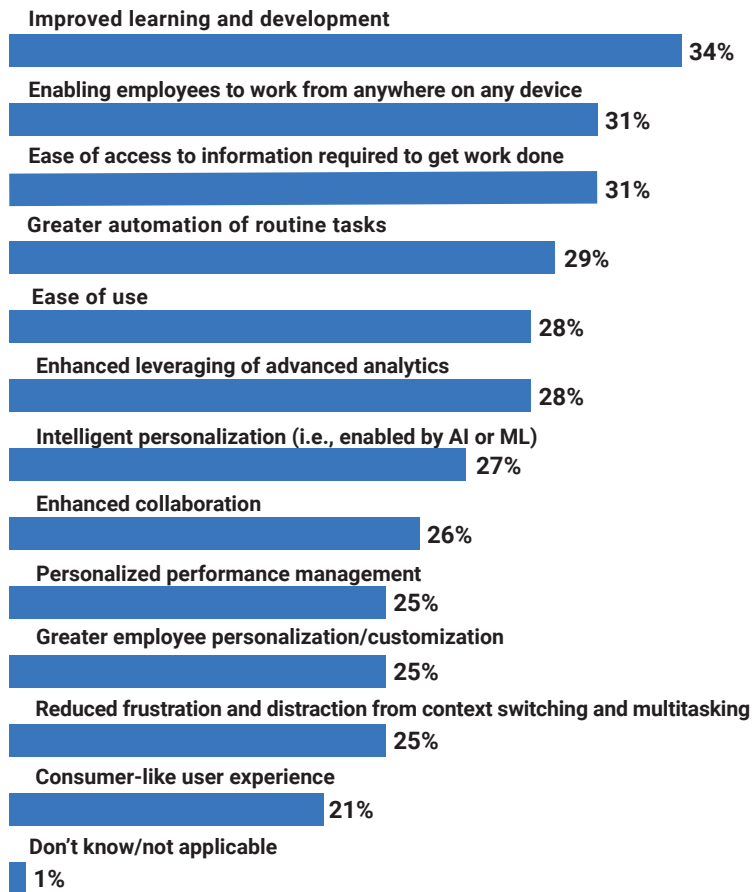 Improved learning and development
34%
Enabling employees to work from anywhere on any device
31%
Ease of access to information required to get work done
31%
Greater automation of routine tasks
29%
Ease of use
28%
Enhanced leveraging of advanced analytics
28%
Intelligent personalization (i.e., enabled by AI or ML)
27%
Enhanced collaboration
26%
Personalized performance management
25%
Greater employee personalization/customization
25%
Reduced frustration and distraction from context switching and multitasking
25%
Consumer-like user experience
21%
Don’t know/not applicable
1%